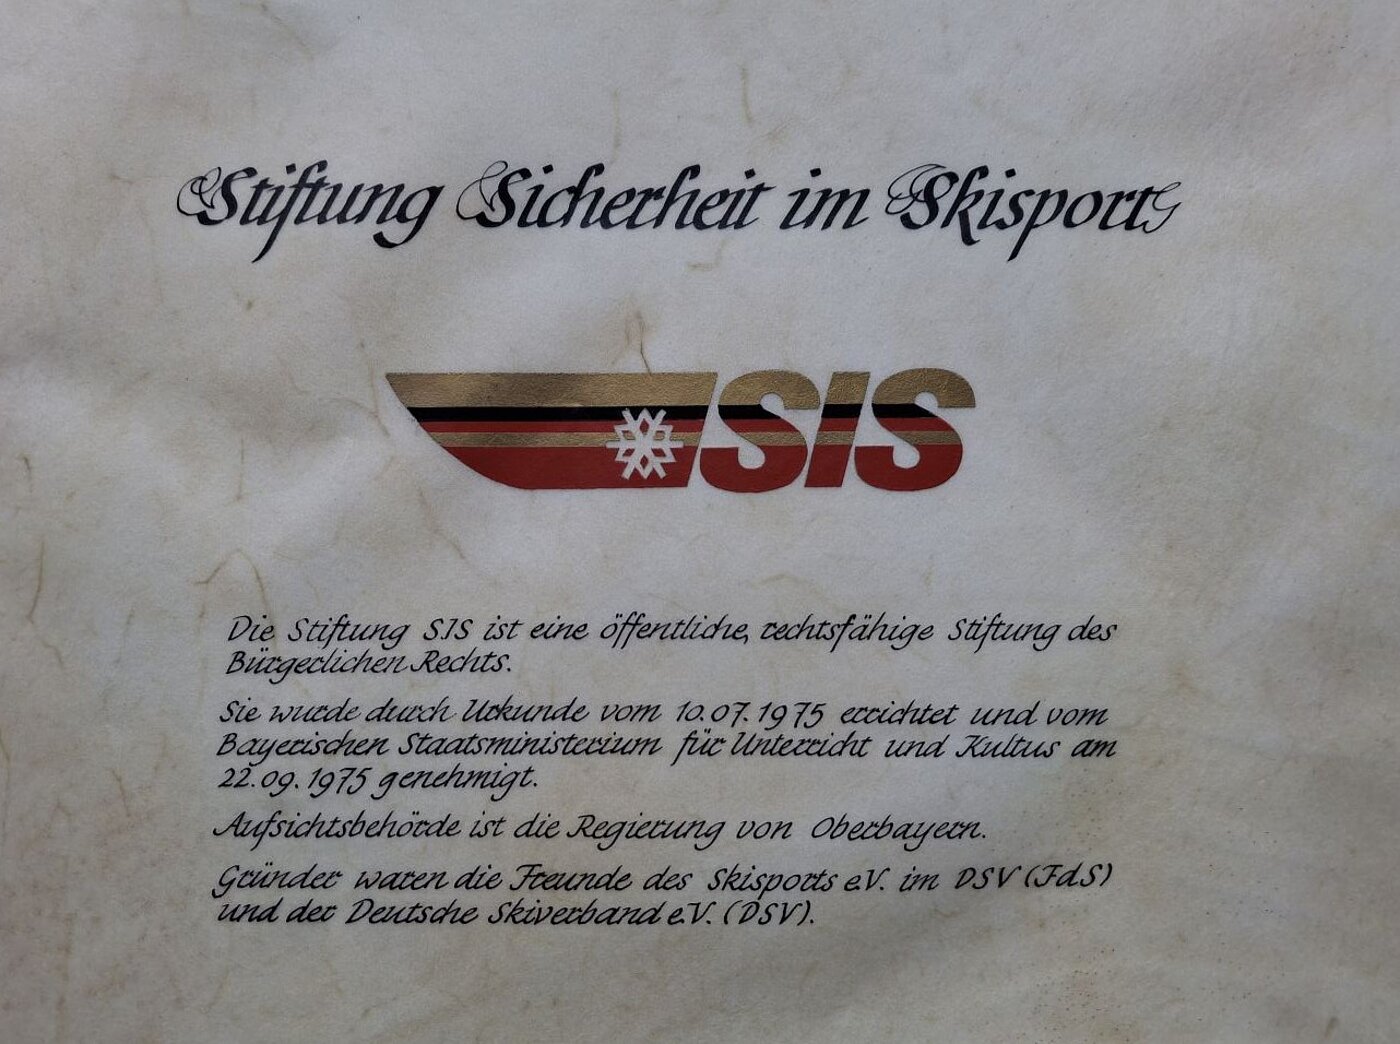 Stiftung Sicherheit im Skisport
SIS
Die Stiftung SIS ist eine öffentliche, rechtsfähige Stiftung des
Bürgerlichen Rechts.
Sie wurde durch Urkunde vom 10.07.1975 errichtet und vom
Bayerischen Staatsministerium für Unterricht und Kultus am
22.09.1975 genehmigt.
Aufsichtsbehörde ist die Regierung von Oberbayern.
Gründer waren die Freunde des Skisports e.V. im DSV (FdS)
und der Deutsche Skiverband e.V. (DSV).